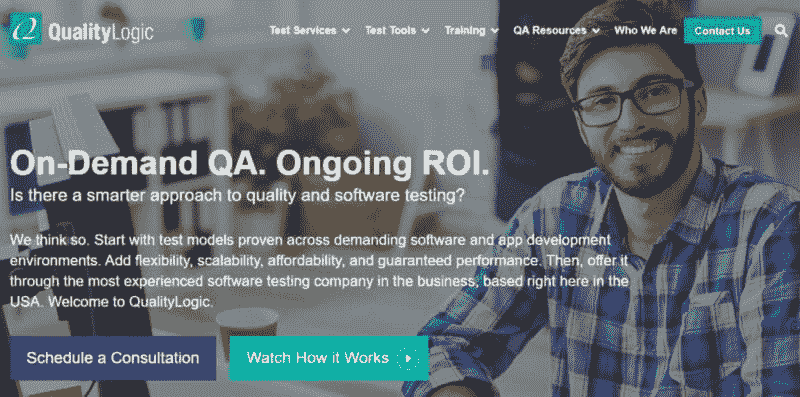 QualityLogic
Test Services
Test Tools
Training
QA Resources
Who We Are
Contact Us
On-Demand QA. Ongoing ROI.
Is there a smarter approach to quality and software testing?
We think so. Start with test models proven across demanding software and app development
environments. Add flexibility, scalability, affordability, and guaranteed performance. Then, offer it
through the most experienced software testing company in the business, based right here in the
USA. Welcome to QualityLogic.
Schedule a Consultation
Watch How it Works